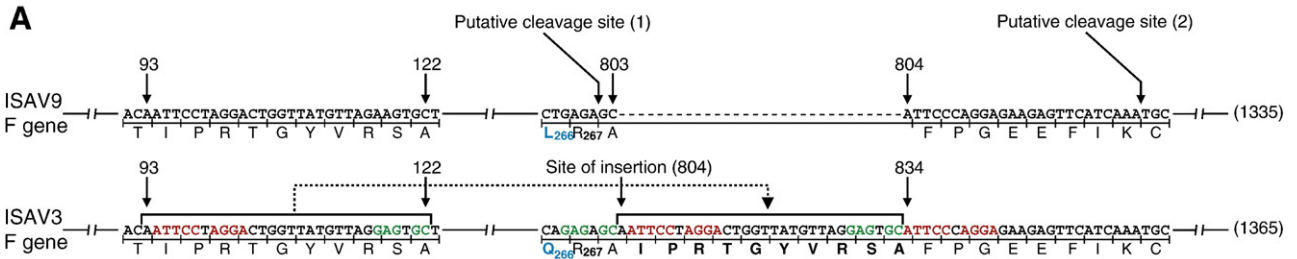 A
Putative cleavage site (1) Putative cleavage site (2)
93 122 803 804
ISAV9 F gene ACAATTCCTAGGACTGGTTATGTTAGAAGTGCT CTGAGAGC--------------------ATTCCCAGGAGAAGAGTTCATCAAATGC (1335)
T I P R T G Y V R S A L266 R267 A F P G E E F I K C
93 122 Site of insertion (804) 834
ISAV3 F gene ACAATTCCTAGGACTGGTTATGTTAGGAGTGCT CAGAGAGCAATTCCTAGGACTGGTTATGTTAGGAGTGCATTCCCAGGAGAAGAGTTCATCAAATGC (1365)
T I P R T G Y V R S A Q266 R267 A I P R T G Y V R S A F P G E E F I K C